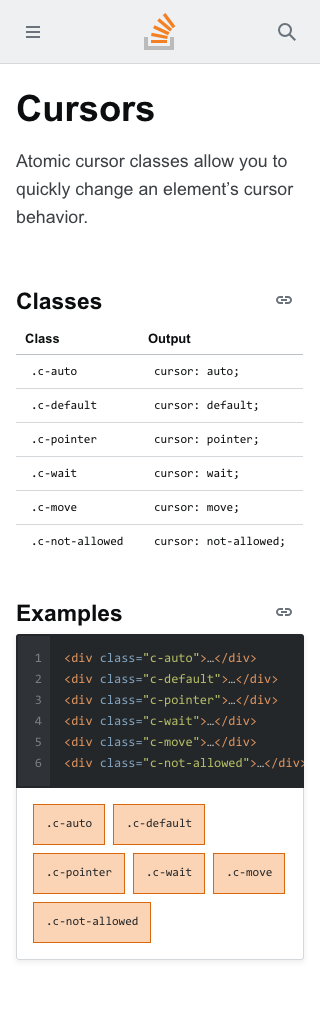 Cursors
Atomic cursor classes allow you to
quickly change an element’s cursor
behavior.
Classes
Class Output
.c-auto cursor: auto;
.c-default cursor: default;
.c-pointer cursor: pointer;
.c-wait cursor: wait;
.c-move cursor: move;
.c-not-allowed cursor: not-allowed;
Examples
1 <div class="c-auto">…</div>
2 <div class="c-default">…</div>
3 <div class="c-pointer">…</div>
4 <div class="c-wait">…</div>
5 <div class="c-move">…</div>
6 <div class="c-not-allowed">…</div>
.c-auto .c-default
.c-pointer .c-wait .c-move
.c-not-allowed